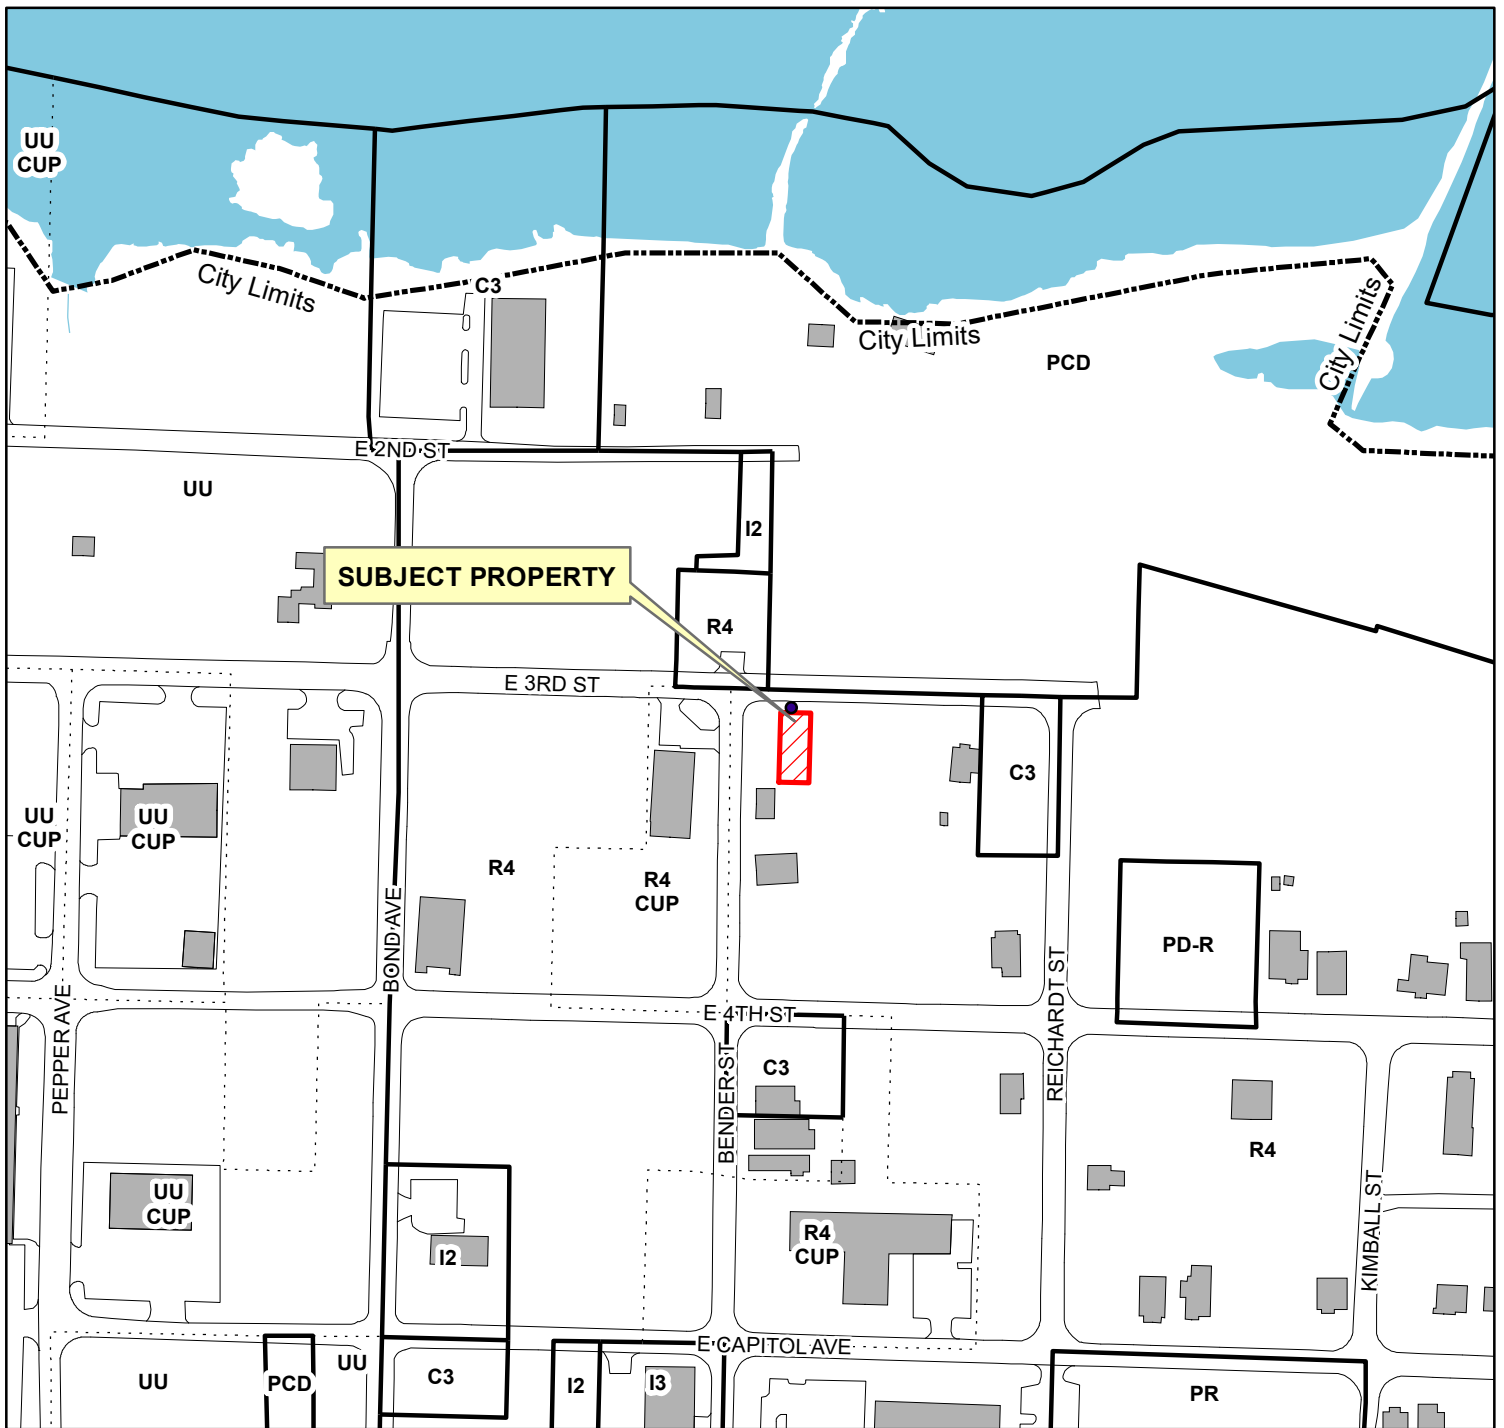 UU
CUP
City Limits
C3
City Limits
City Limits
PCD
E 2ND ST
UU
I2
SUBJECT PROPERTY
R4
E 3RD ST
C3
UU
CUP
UU
CUP
R4
R4
CUP
BOND AVE
PD-R
PEPPER AVE
E 4TH ST
BENDER ST
C3
REICHARDT ST
R4
UU
CUP
I2
R4
CUP
KIMBALL ST
E CAPITOL AVE
UU
PCD
UU
C3
I2
I3
PR